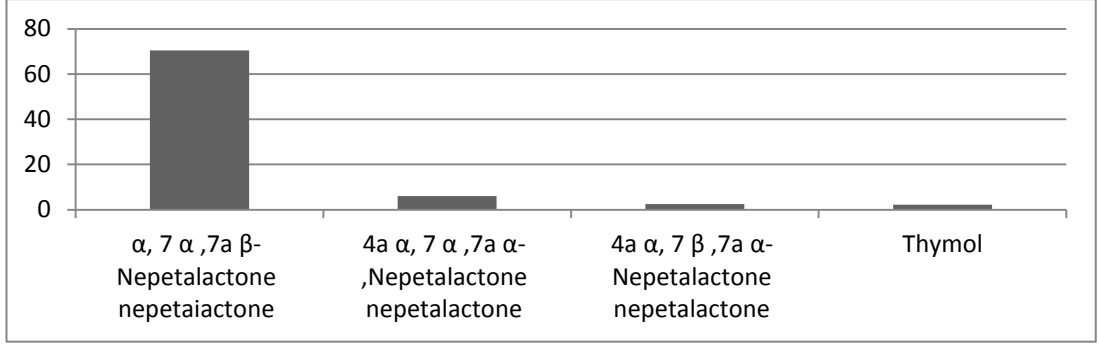 80
60
40
20
0
α, 7 α ,7a β-
Nepetalactone
nepetaiactone
4a α, 7 α ,7a α-
,Nepetalactone
nepetalactone
4a α, 7 β ,7a α-
Nepetalactone
nepetalactone
Thymol